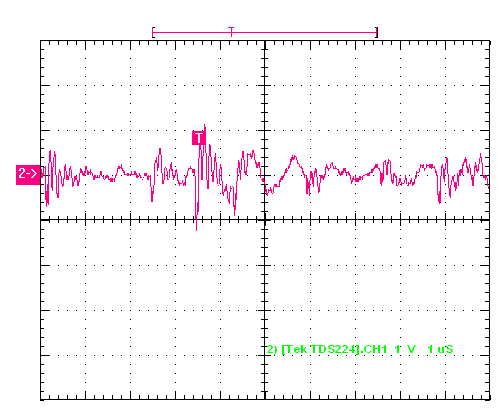 T
T
2->
2) [Tek TDS224].CH1 1 V 1 uS